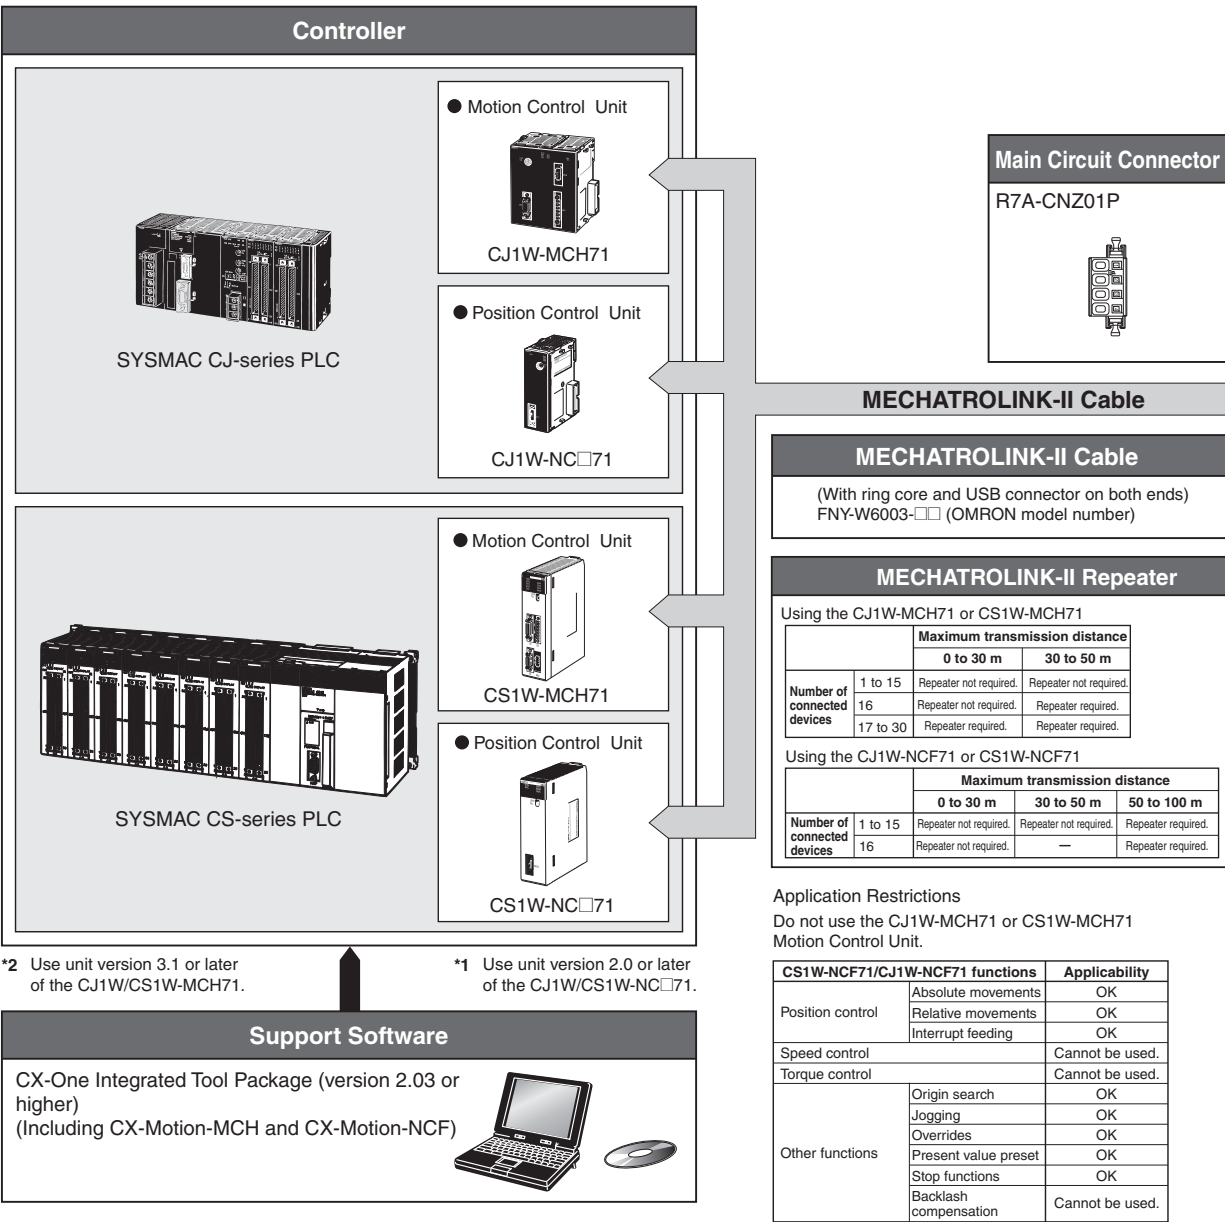 Controller
● Motion Control Unit
CJ1W-MCH71
SYSMAC CJ-series PLC
● Position Control Unit
CJ1W-NC□71
● Motion Control Unit
CS1W-MCH71
SYSMAC CS-series PLC
● Position Control Unit
CS1W-NC□71
*2 Use unit version 3.1 or later
of the CJ1W/CS1W-MCH71.
*1 Use unit version 2.0 or later
of the CJ1W/CS1W-NC□71.
Support Software
CX-One Integrated Tool Package (version 2.03 or
higher)
(Including CX-Motion-MCH and CX-Motion-NCF)
Main Circuit Connector
R7A-CNZ01P
MECHATROLINK-II Cable
MECHATROLINK-II Cable
(With ring core and USB connector on both ends)
FNY-W6003-□□ (OMRON model number)
MECHATROLINK-II Repeater
Using the CJ1W-MCH71 or CS1W-MCH71
Maximum transmission distance
0 to 30 m 30 to 50 m
Number of
connected
devices
1 to 15 Repeater not required. Repeater not required.
16 Repeater not required. Repeater required.
17 to 30 Repeater required. Repeater required.
Using the CJ1W-NCF71 or CS1W-NCF71
Maximum transmission distance
0 to 30 m 30 to 50 m 50 to 100 m
Number of
connected
devices
1 to 15 Repeater not required. Repeater not required. Repeater required.
16 Repeater not required. — Repeater required.
Application Restrictions
Do not use the CJ1W-MCH71 or CS1W-MCH71
Motion Control Unit.
CS1W-NCF71/CJ1W-NCF71 functions Applicability
Position control
Absolute movements OK
Relative movements OK
Interrupt feeding OK
Speed control Cannot be used.
Torque control Cannot be used.
Other functions
Origin search OK
Jogging OK
Overrides OK
Present value preset OK
Stop functions OK
Backlash
compensation Cannot be used.